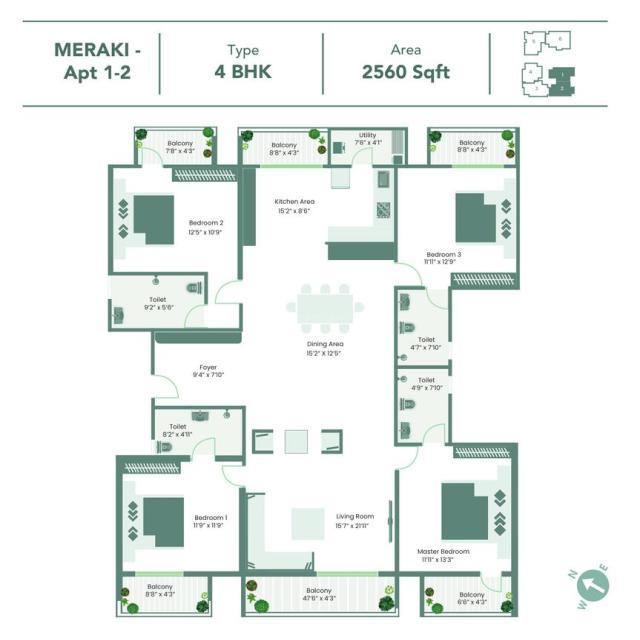 MERAKI -
Apt 1-2
Type
4 BHK
Area
2560 Sqft
5
6
4
1
3
2
Balcony
7'8" x 4'3"
Balcony
8'8" x 4'3"
Utility
7'6" x 4'1"
Balcony
8'8" x 4'3"
Bedroom 2
12'5" x 10'9"
Kitchen Area
15'2" x 8'6"
Bedroom 3
11'11" x 12'9"
Toilet
9'2" x 5'6"
Dining Area
15'2 X 12'5"
Toilet
4'7" x 7'10"
Foyer
9'4" x 7'10"
Toilet
4'9" x 7'10"
Toilet
8'2" x 4'11"
Bedroom 1
11'9" x 11'9"
Living Room
15'7" x 21'11"
Master Bedroom
11'11" x 13'3"
Balcony
8'8" x 4'3"
Balcony
47'6" x 4'3"
Balcony
6'6" x 4'3"
N
E
W
S